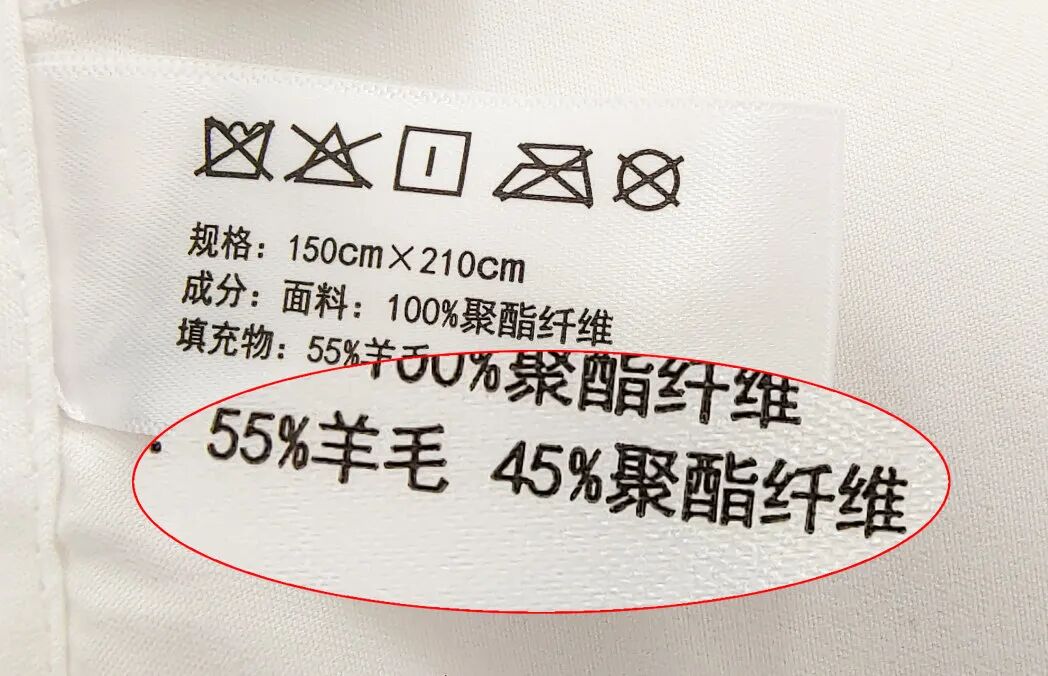 规格：150cm×210cm
成分：面料：100%聚酯纤维
填充物：55%羊毛
00%聚酯纤维
55%羊毛 45%聚酯纤维